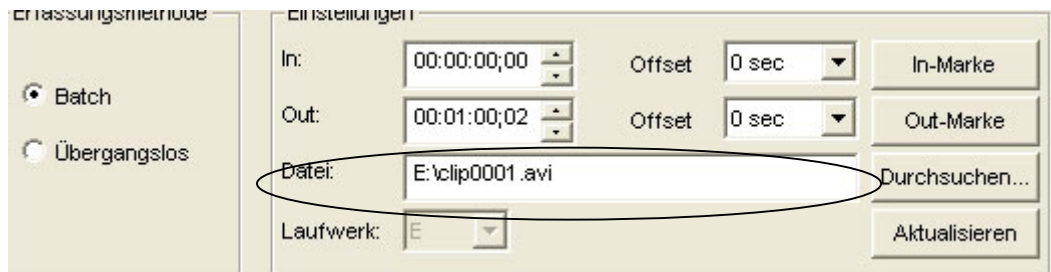 Erfassungsmethode
Einstellungen
In: 00:00:00;00 Offset 0 sec In-Marke
Batch
Out: 00:01:00;02 Offset 0 sec Out-Marke
Übergangslos
Datei: E:\clip0001.avi Durchsuchen...
Laufwerk: E Aktualisieren